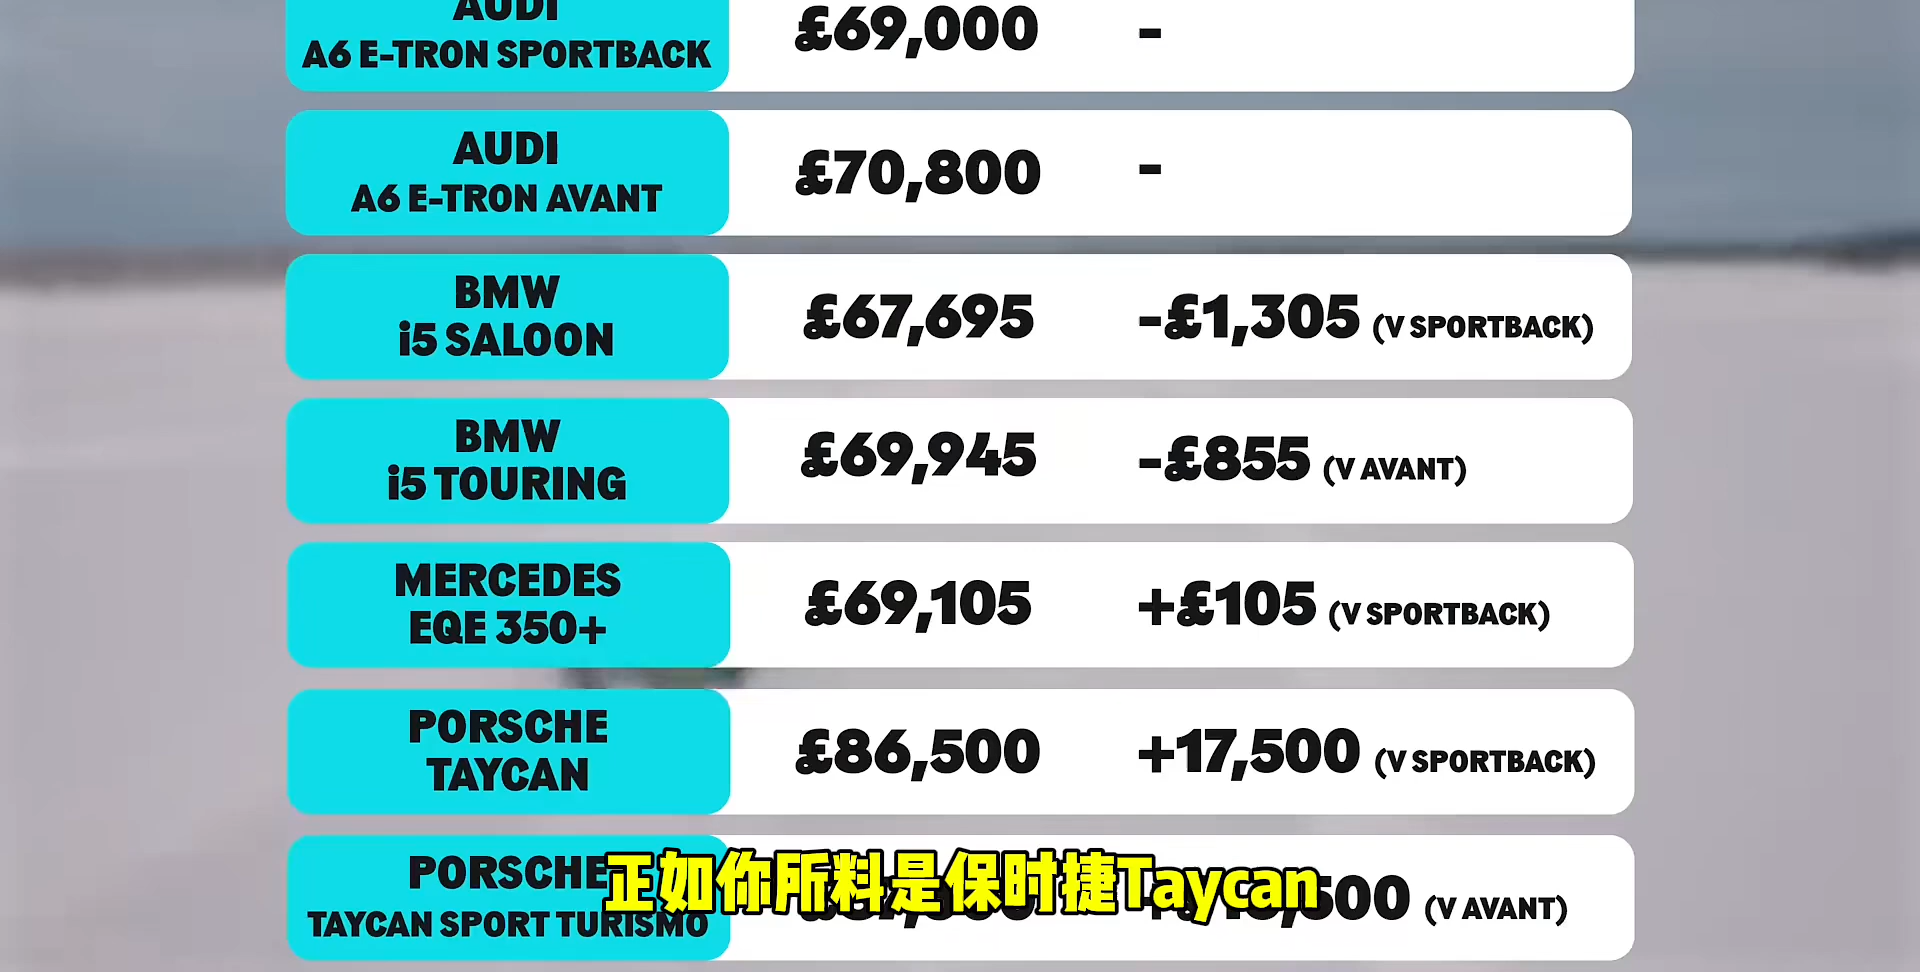 AUDI
A6 E-TRON SPORTBACK
£69,000
-
AUDI
A6 E-TRON AVANT
£70,800
-
BMW
i5 SALOON
£67,695
-£1,305 (V SPORTBACK)
BMW
i5 TOURING
£69,945
-£855 (V AVANT)
MERCEDES
EQE 350+
£69,105
+£105 (V SPORTBACK)
PORSCHE
TAYCAN
£86,500
+17,500 (V SPORTBACK)
PORSCHE
TAYCAN SPORT TURISMO
(V AVANT)
正如你所料是保时捷Taycan